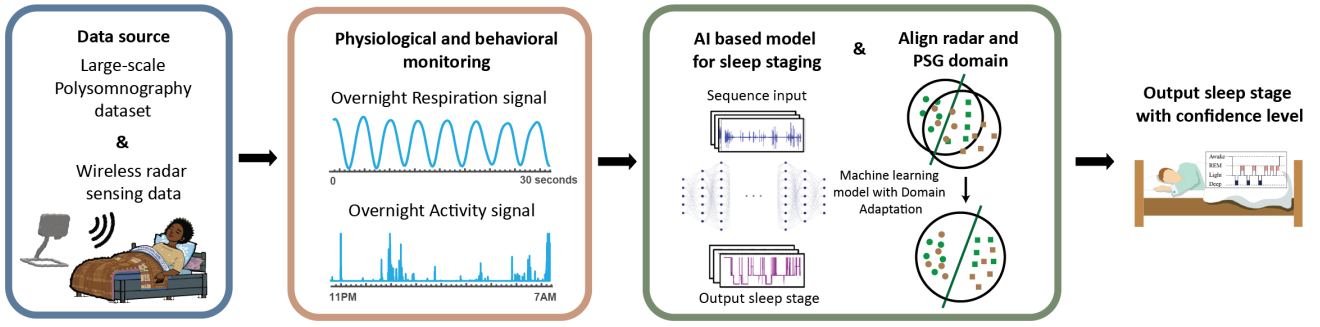 Data source
Large-scale
Polysomnography
dataset
&
Wireless radar
sensing data
Physiological and behavioral
monitoring
Overnight Respiration signal
0
30 seconds
Overnight Activity signal
11PM
7AM
AI based model
for sleep staging
&
Align radar and
PSG domain
Sequence input
Machine learning
model with Domain
Adaptation
Output sleep stage
Output sleep stage
with confidence level
Awake
REM
Light
Deep